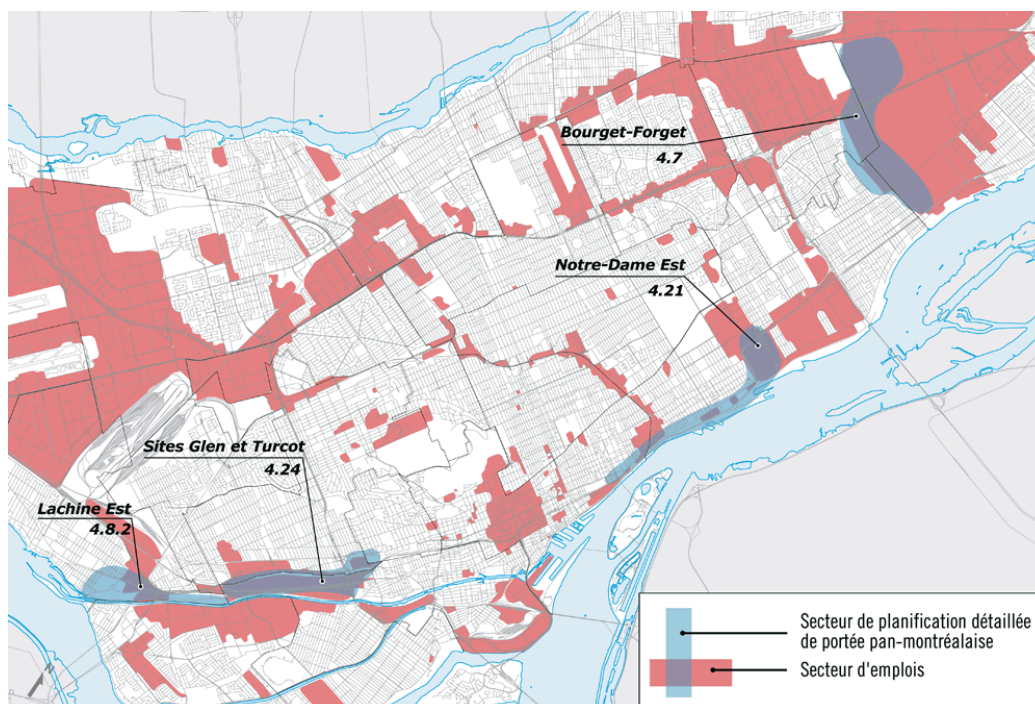 Bourget-Forget
4.7
Notre-Dame Est
4.21
Sites Glen et Turcot
4.24
Lachine Est
4.8.2
N
Secteur de planification détaillée
de portée pan-montréalaise
Secteur d'emplois